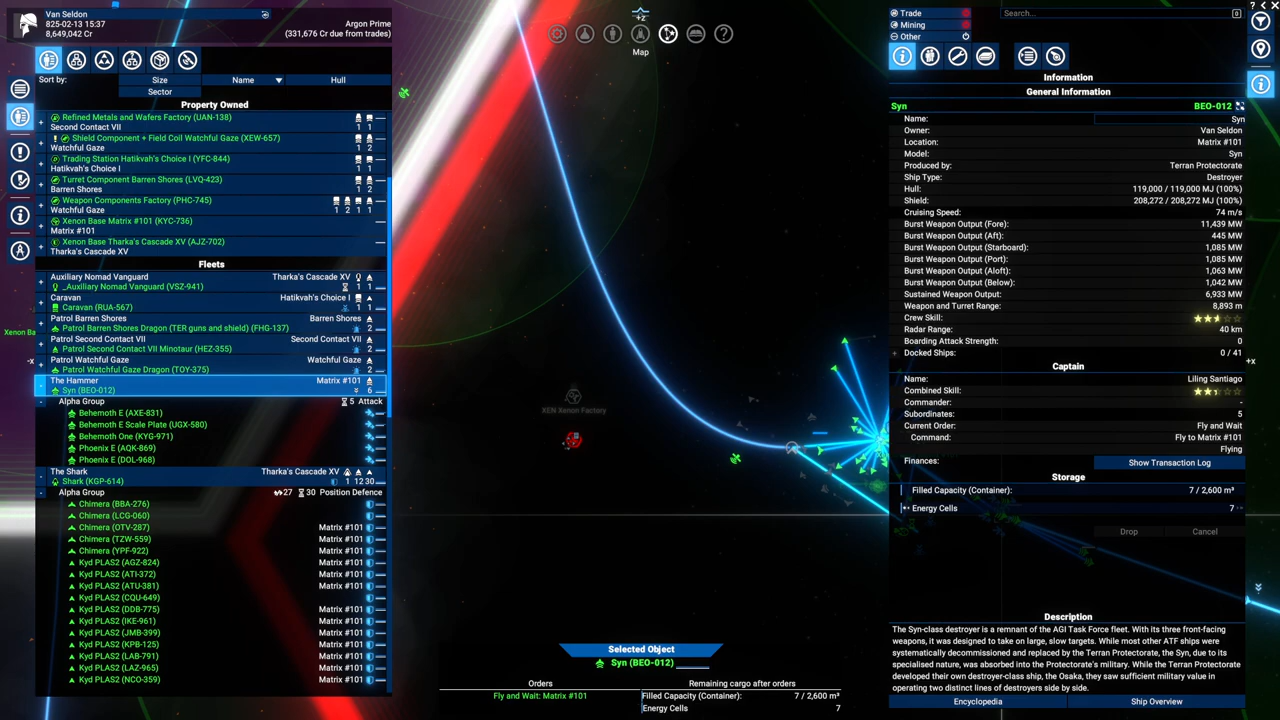 Van Seldon
825-02-13 15:37
Argon Prime
8,649,042 Cr
(331,676 Cr due from trades)
Sort by:
Size
Name
Hull
Sector
Property Owned
Refined Metals and Wafers Factory (UAN-138)
Second Contact VII
1 1
Shield Component + Field Coil Watchful Gaze (XEW-657)
Watchful Gaze
1 2
Trading Station Hatikvah's Choice I (YFC-844)
Hatikvah's Choice I
1 1
Turret Component Barren Shores (LVQ-423)
Barren Shores
1 2
Weapon Components Factory (PHC-745)
Watchful Gaze
1 2 1 1
Xenon Base Matrix #101 (KYC-736)
Matrix #101
Xenon Base Tharka's Cascade XV (AJZ-702)
Tharka's Cascade XV
Fleets
Auxiliary Nomad Vanguard
Tharka's Cascade XV
_Auxiliary Nomad Vanguard (VSZ-941)
1 1
Caravan
Hatikvah's Choice I
Caravan (RUA-567)
1 1
Patrol Barren Shores
Barren Shores
Patrol Barren Shores Dragon (TER guns and shield) (FHG-137)
2
Patrol Second Contact VII
Second Contact VII
Patrol Second Contact VII Minotaur (HEZ-355)
2
Patrol Watchful Gaze
Watchful Gaze
Patrol Watchful Gaze Dragon (TOY-375)
2
The Hammer
Matrix #101
Syn (BEO-012)
6
Alpha Group
5 Attack
Behemoth E (AXE-831)
Behemoth E Scale Plate (UGX-580)
Behemoth One (KYG-971)
Phoenix E (AQK-869)
Phoenix E (DOL-968)
The Shark
Tharka's Cascade XV
Shark (KGP-614)
1 12 30
Alpha Group
27
30 Position Defence
Chimera (BBA-276)
Chimera (LCG-060)
Chimera (OTV-287)
Matrix #101
Chimera (TZW-559)
Matrix #101
Chimera (YPF-922)
Matrix #101
Kyd PLAS2 (AGZ-824)
Matrix #101
Kyd PLAS2 (ATI-372)
Matrix #101
Kyd PLAS2 (ATU-381)
Matrix #101
Kyd PLAS2 (CQU-649)
Kyd PLAS2 (DDB-775)
Matrix #101
Kyd PLAS2 (IKE-961)
Matrix #101
Kyd PLAS2 (JMB-399)
Matrix #101
Kyd PLAS2 (KPB-125)
Matrix #101
Kyd PLAS2 (LAB-791)
Matrix #101
Kyd PLAS2 (LAZ-965)
Matrix #101
Kyd PLAS2 (NCO-359)
Matrix #101
Xenon Ba
-x
+2
Map
XEN Xenon Factory
Selected Object
Syn (BEO-012)
Orders
Remaining cargo after orders
Fly and Wait: Matrix #101
Filled Capacity (Container):
7 / 2,600 m³
Energy Cells
7
Trade
Mining
Other
Search...
0
Information
General Information
Syn
BEO-012
Name:
Syn
Owner:
Van Seldon
Location:
Matrix #101
Model:
Syn
Produced by:
Terran Protectorate
Ship Type:
Destroyer
Hull:
119,000 / 119,000 MJ (100%)
Shield:
208,272 / 208,272 MJ (100%)
Cruising Speed:
74 m/s
Burst Weapon Output (Fore):
11,439 MW
Burst Weapon Output (Aft):
445 MW
Burst Weapon Output (Starboard):
1,085 MW
Burst Weapon Output (Port):
1,085 MW
Burst Weapon Output (Aloft):
1,063 MW
Burst Weapon Output (Below):
1,042 MW
Sustained Weapon Output:
6,933 MW
Weapon and Turret Range:
8,893 m
Crew Skill:
Radar Range:
40 km
Boarding Attack Strength:
0
Docked Ships:
0 / 41
+x
Captain
Name:
Liling Santiago
Combined Skill:
Commander:
-
Subordinates:
5
Current Order:
Fly and Wait
Command:
Fly to Matrix #101
Flying
Finances:
Show Transaction Log
Storage
Filled Capacity (Container):
7 / 2,600 m³
Energy Cells
7
Drop
Cancel
Description
The Syn-class destroyer is a remnant of the AGI Task Force fleet. With its three front-facing
weapons, it was designed to take on large, slow targets. While most other ATF ships were
systematically decommissioned and replaced by the Terran Protectorate, the Syn, due to its
specialised nature, was absorbed into the Protectorate's military. While the Terran Protectorate
developed their own destroyer-class ship, the Osaka, they saw sufficient military value in
operating two distinct lines of destroyers side by side.
Encyclopedia
Ship Overview